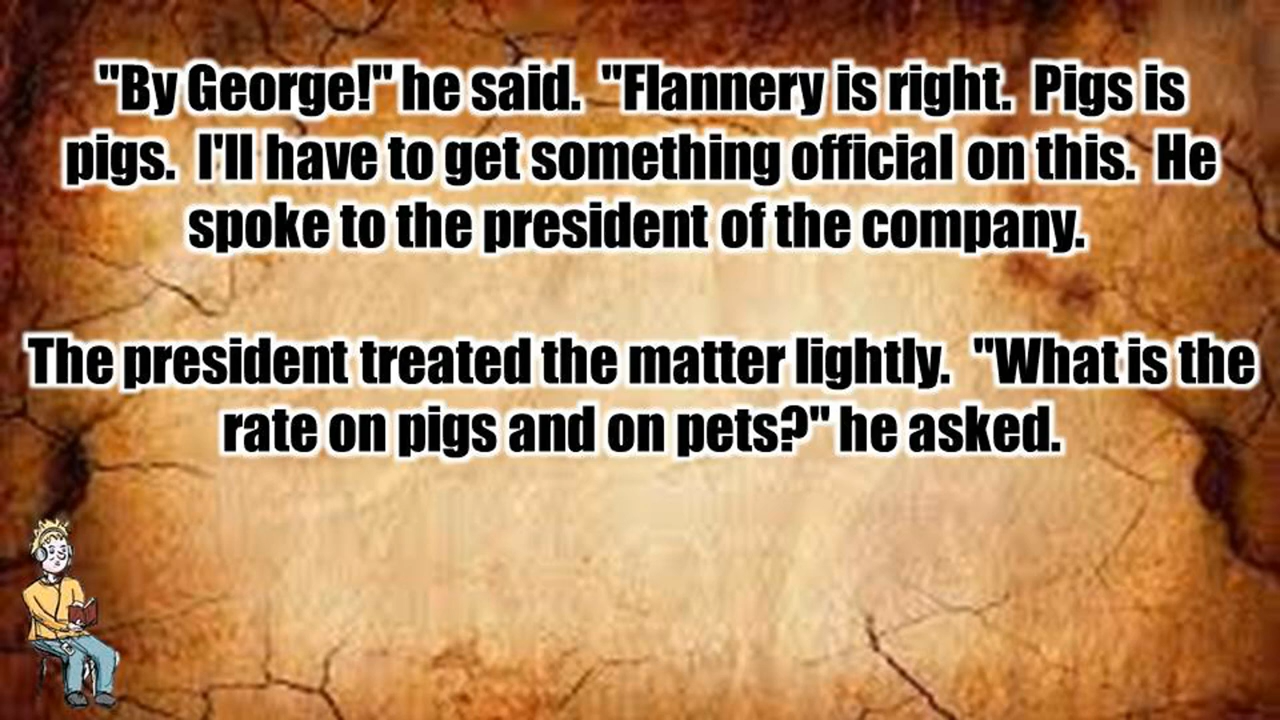 "By George!" he said.  "Flannery is right.  Pigs is
pigs.  I'll have to get something official on this.  He
spoke to the president of the company.
The president treated the matter lightly.  "What is the
rate on pigs and on pets?" he asked.